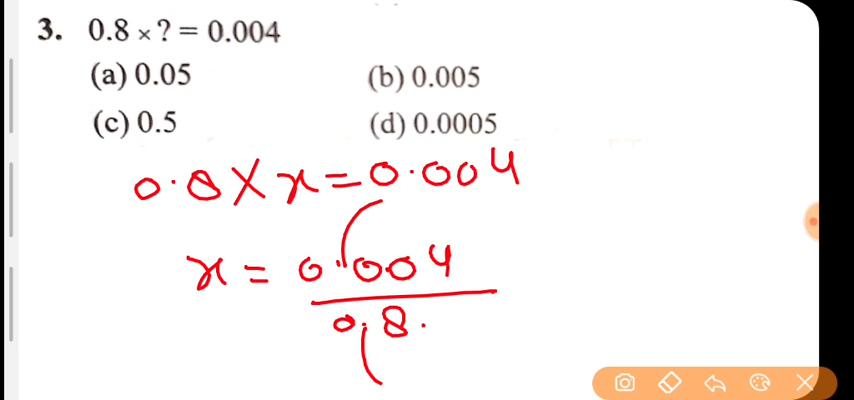 3. 0.8 × ? = 0.004
(a) 0.05 (b) 0.005
(c) 0.5 (d) 0.0005
0.8 × x = 0.004
x = 0.004
0.8